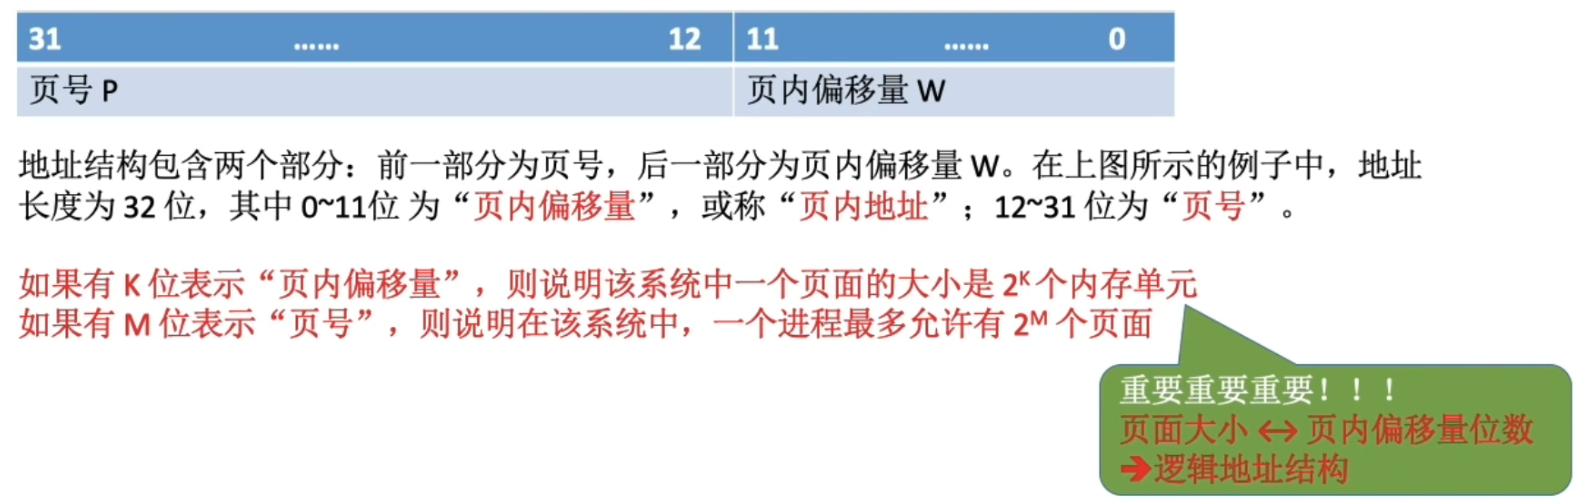 31 …… 12 11 …… 0
页号 P 页内偏移量 W
地址结构包含两个部分：前一部分为页号，后一部分为页内偏移量 W。在上图所示的例子中，地址
长度为 32 位，其中 0~11位 为“页内偏移量”，或称“页内地址”；12~31 位为“页号”。
如果有 K 位表示“页内偏移量”，则说明该系统中一个页面的大小是 2ᴷ 个内存单元
如果有 M 位表示“页号”，则说明在该系统中，一个进程最多允许有 2ᴹ 个页面
重要重要重要！！！
页面大小 ↔ 页内偏移量位数
➔逻辑地址结构